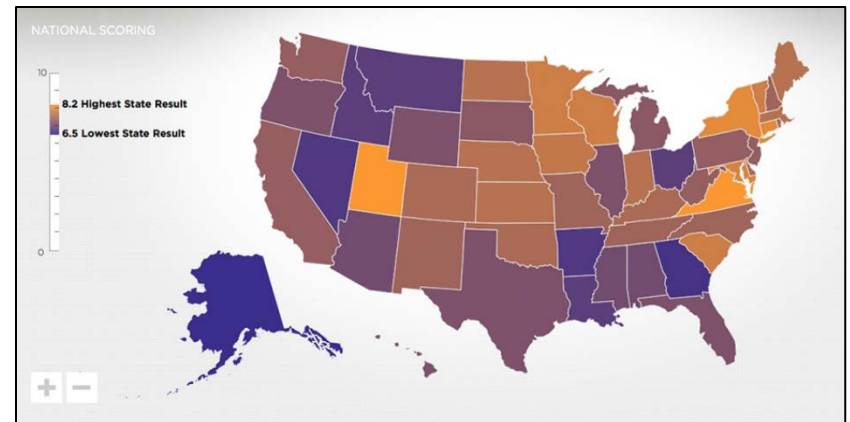 NATIONAL SCORING
10
8.2 Highest State Result
6.5 Lowest State Result
0
+ −